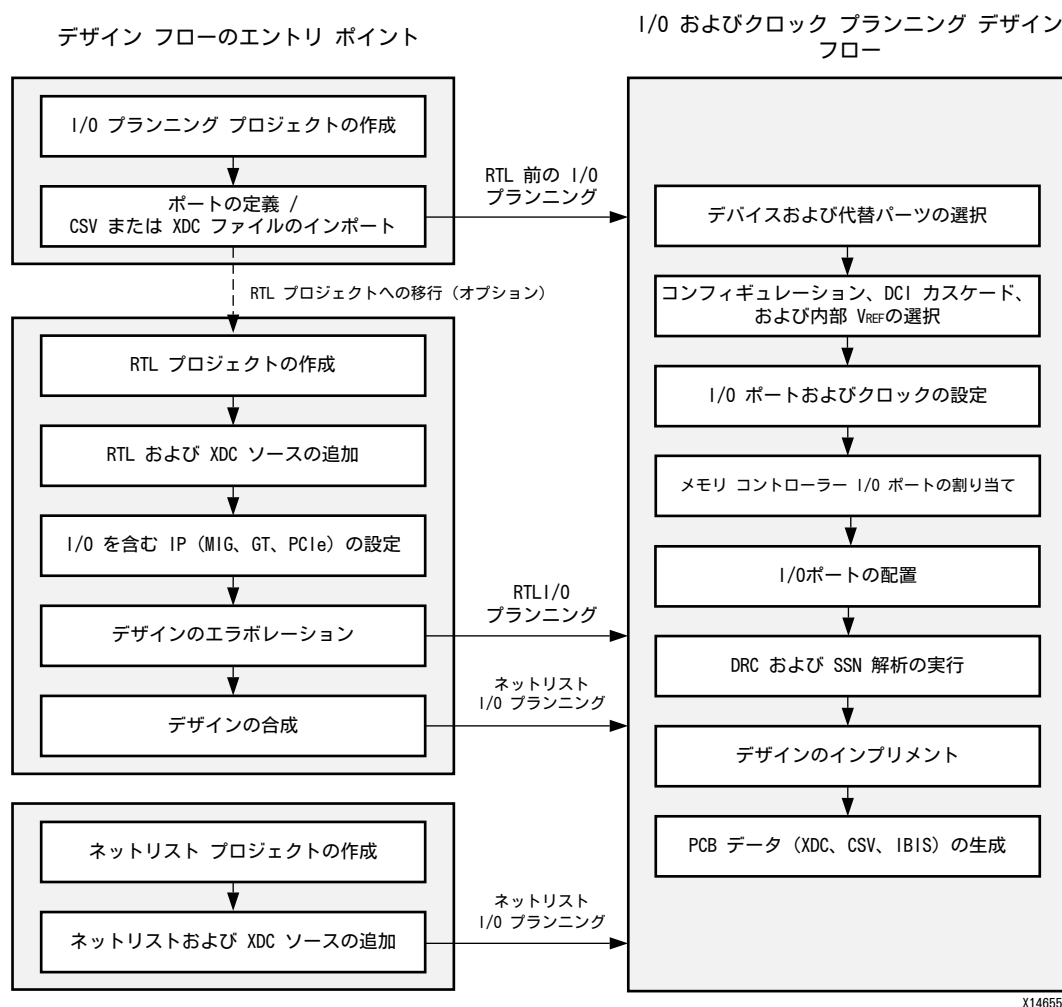 デザイン フローのエントリ ポイント
I/O およびクロック プランニング デザイン
フロー
I/O プランニング プロジェクトの作成
ポートの定義 /
CSV または XDC ファイルのインポート
RTL 前の I/O
プランニング
RTL プロジェクトへの移行（オプション）
RTL プロジェクトの作成
RTL および XDC ソースの追加
I/O を含む IP（MIG、GT、PCIe）の設定
デザインのエラボレーション
RTLI/O
プランニング
デザインの合成
ネットリスト
I/O プランニング
ネットリスト プロジェクトの作成
ネットリストおよび XDC ソースの追加
ネットリスト
I/O プランニング
デバイスおよび代替パーツの選択
コンフィギュレーション、DCI カスケード、
および内部 VREFの選択
I/O ポートおよびクロックの設定
メモリ コントローラー I/O ポートの割り当て
I/Oポートの配置
DRC および SSN 解析の実行
デザインのインプリメント
PCB データ（XDC、CSV、IBIS）の生成
X14655